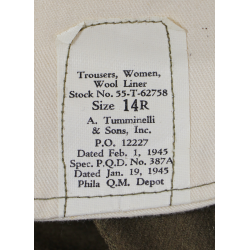 Trousers, Women,
Wool Liner
Stock No. 55-T-62758
Size 14R
A. Tumminelli
& Sons, Inc.
P.O. 12227
Dated Feb. 1, 1945
Spec. P.Q.D. No. 387A
Dated Jan. 19, 1945
Phila Q.M. Depot